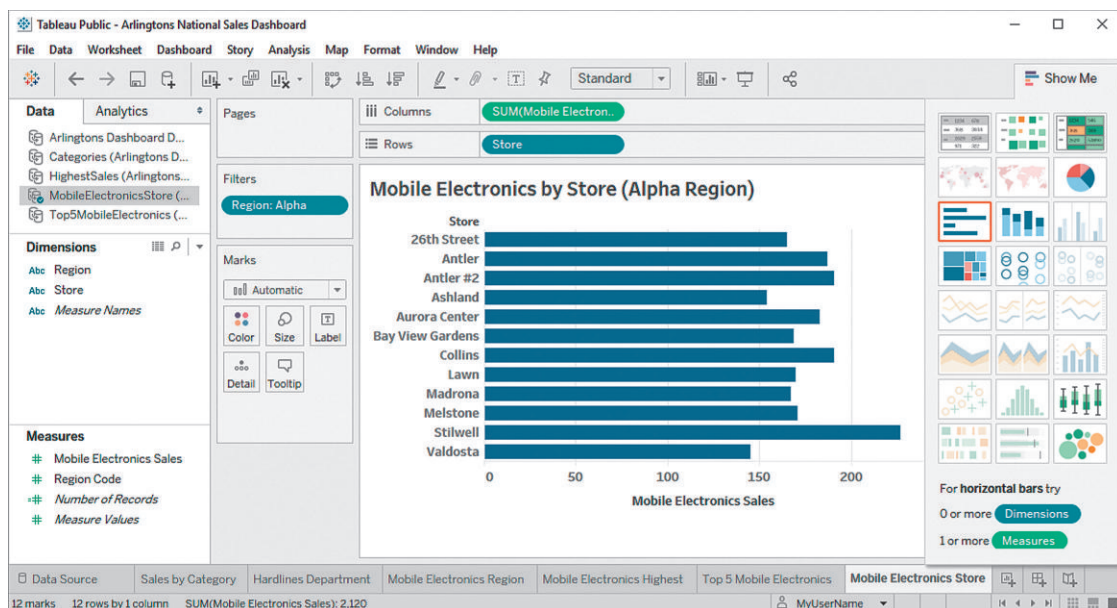 Tableau Public - Arlingtons National Sales Dashboard
File Data Worksheet Dashboard Story Analysis Map Format Window Help
Standard
Show Me
Data Analytics
Arlingtons Dashboard D...
Categories (Arlingtons D...
HighestSales (Arlingtons...
MobileElectronicsStore (...
Top5MobileElectronics (...
Dimensions
Abc Region
Abc Store
Abc Measure Names
Measures
# Mobile Electronics Sales
# Region Code
=# Number of Records
# Measure Values
Pages
Filters
Region: Alpha
Marks
Automatic
Color Size Label
Detail Tooltip
Columns SUM(Mobile Electron..
Rows Store
Mobile Electronics by Store (Alpha Region)
Store
26th Street
Antler
Antler #2
Ashland
Aurora Center
Bay View Gardens
Collins
Lawn
Madrona
Melstone
Stilwell
Valdosta
0 50 100 150 200
Mobile Electronics Sales
For horizontal bars try
0 or more Dimensions
1 or more Measures
Data Source Sales by Category Hardlines Department Mobile Electronics Region Mobile Electronics Highest Top 5 Mobile Electronics Mobile Electronics Store
12 marks 12 rows by 1 column SUM(Mobile Electronics Sales): 2,120 MyUserName